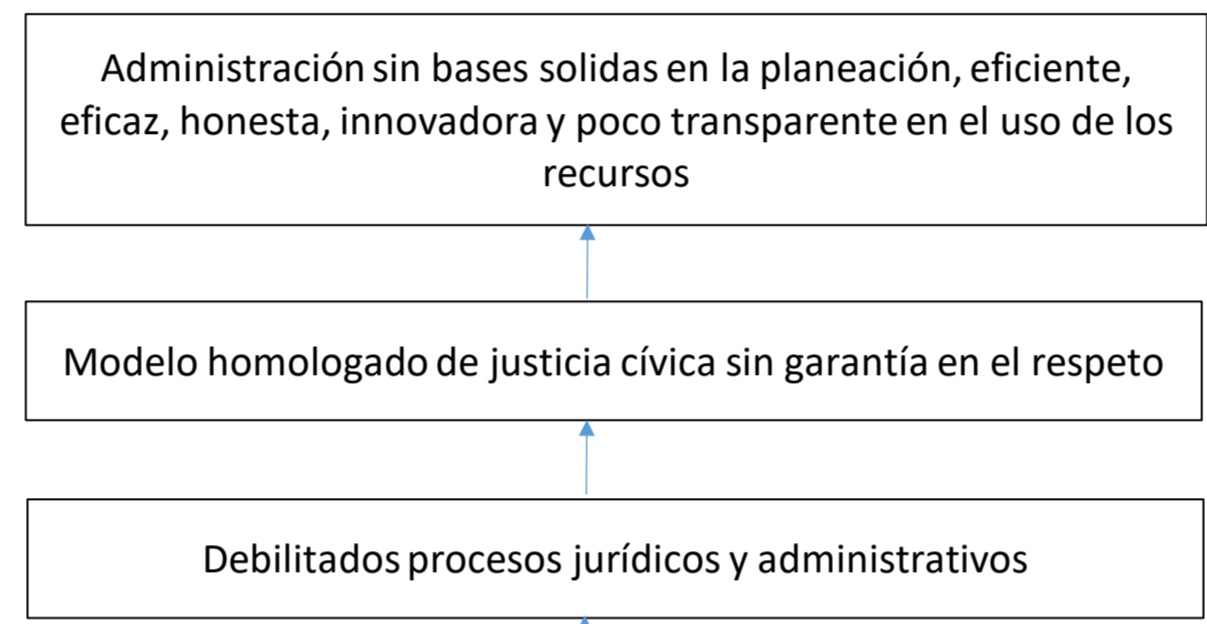 Administración sin bases solidas en la planeación, eficiente,
eficaz, honesta, innovadora y poco transparente en el uso de los
recursos
Modelo homologado de justicia cívica sin garantía en el respeto
Debilitados procesos jurídicos y administrativos